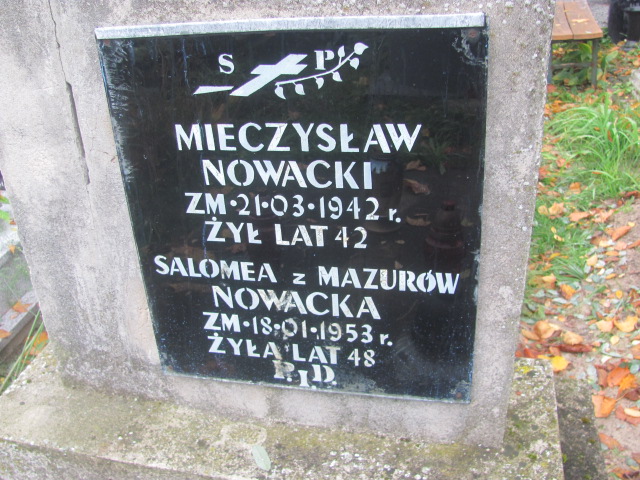 S P
MIECZYSŁAW
NOWACKI
ZM·21·03·1942 r.
ŻYŁ LAT 42
SALOMEA z MAZURÓW
NOWACKA
ZM·18·01·1953 r.
ŻYŁA LAT 48
P.I.D.